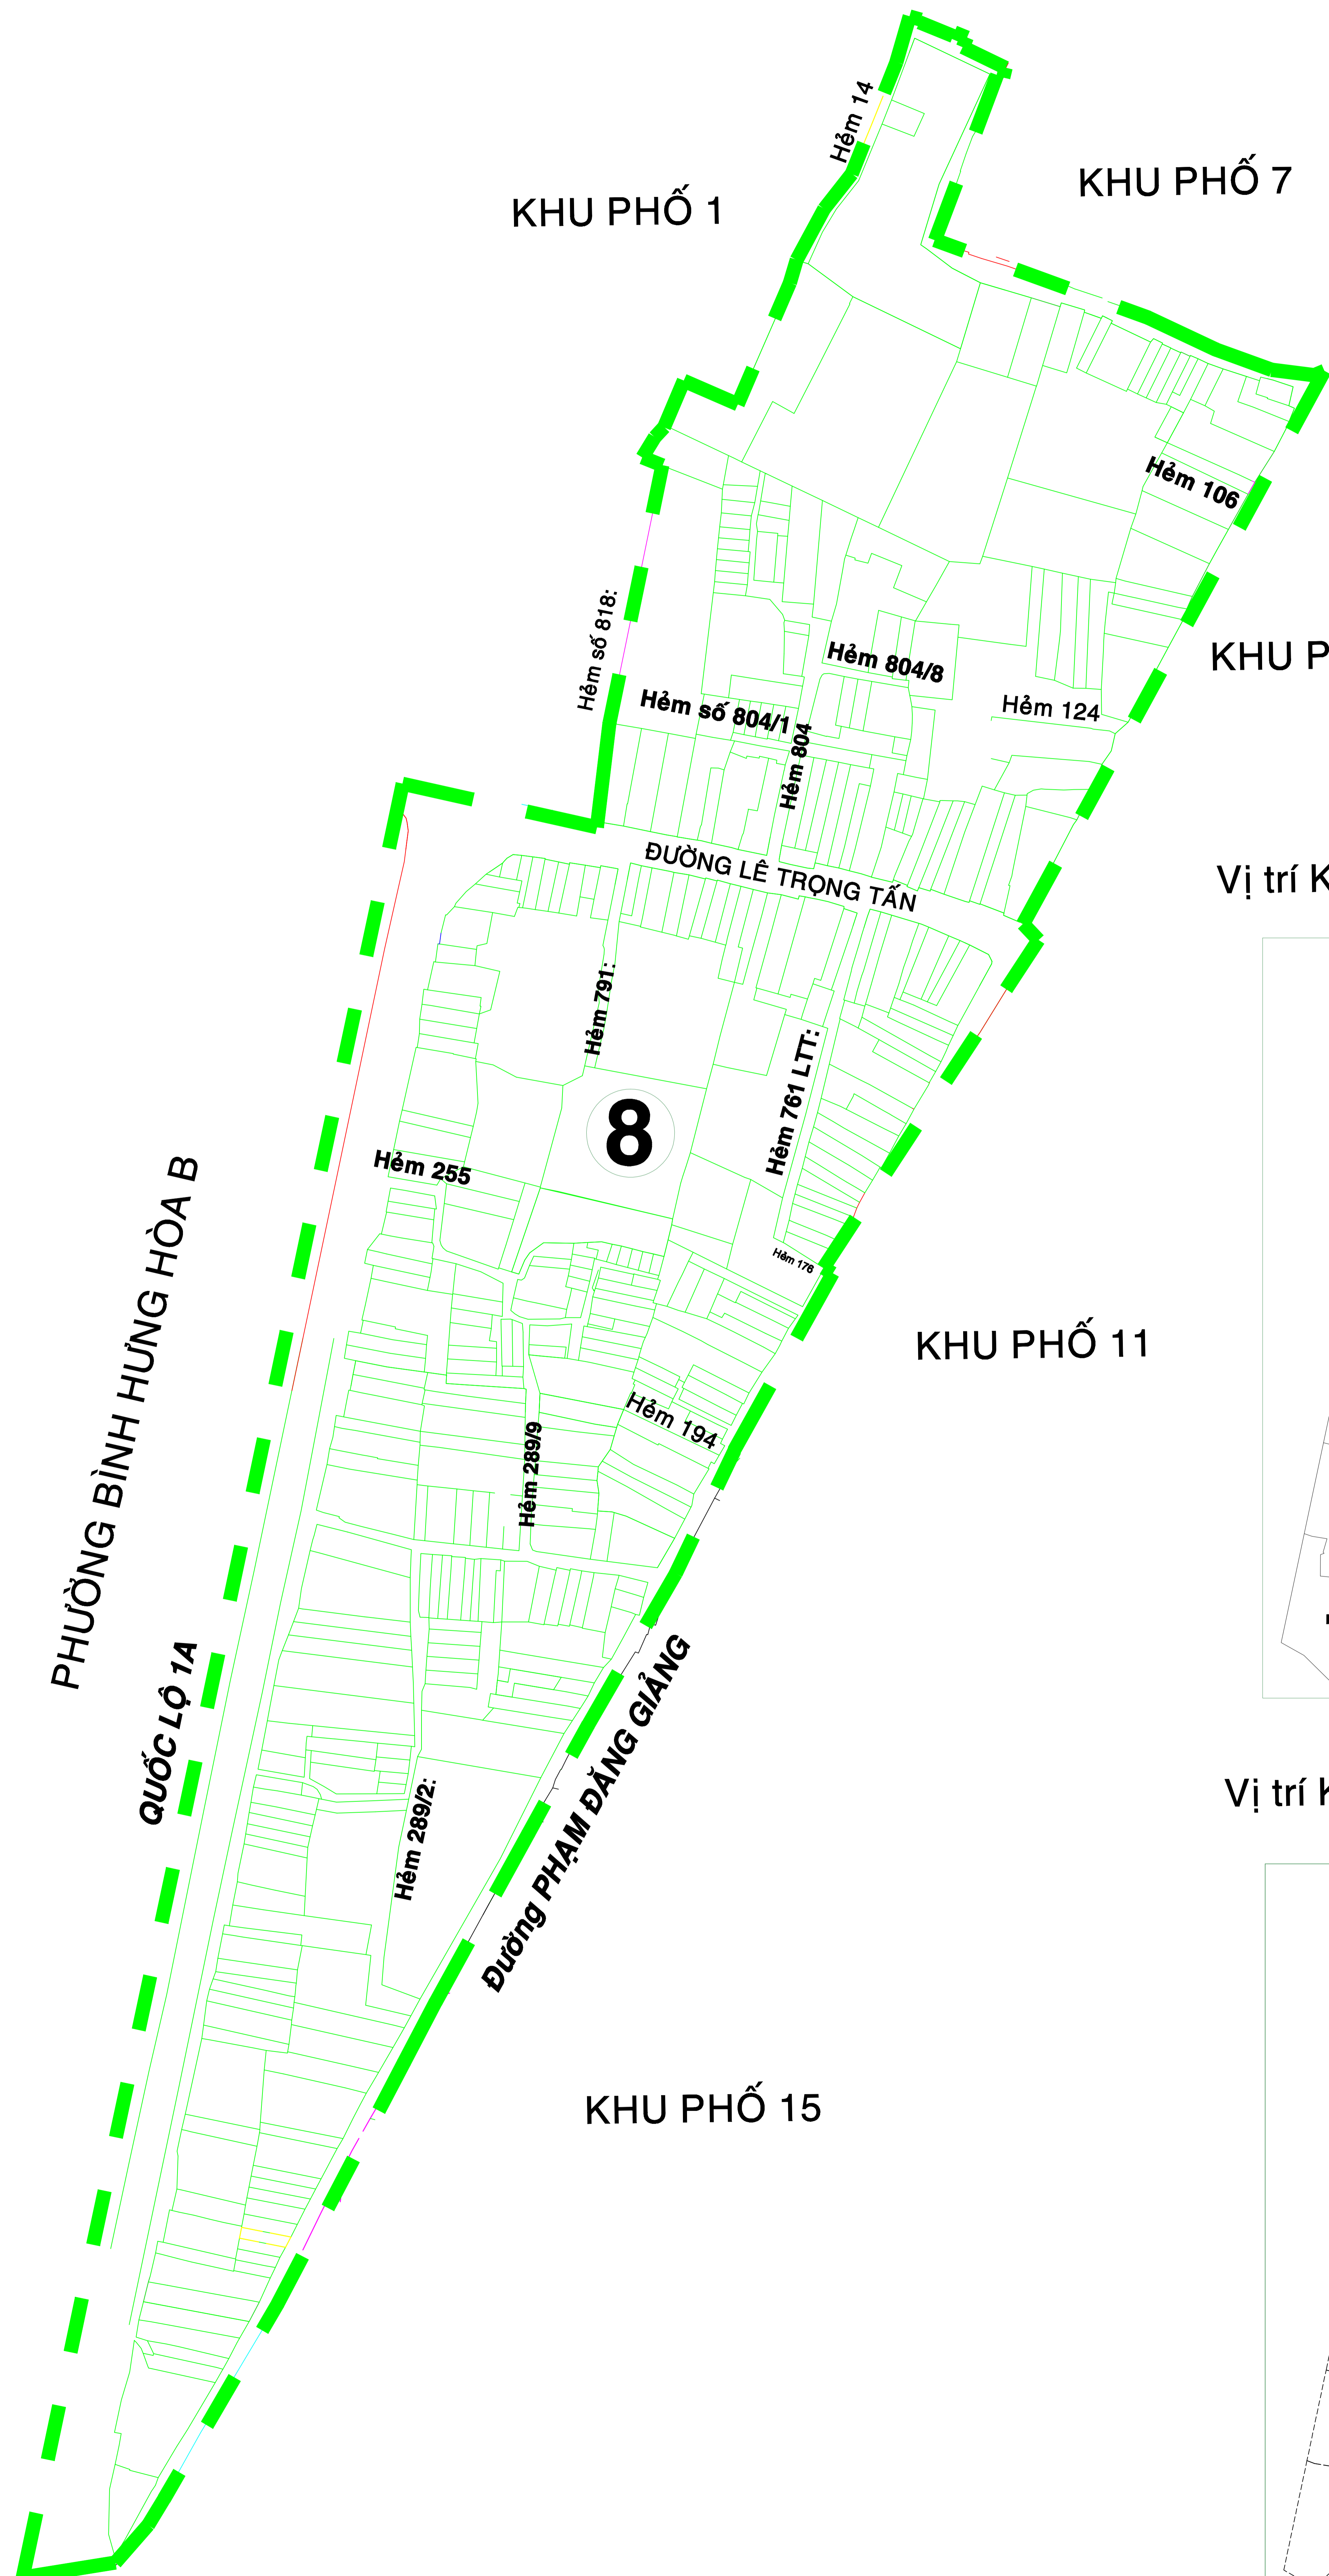 Hẻm 14
KHU PHỐ 7
KHU PHỐ 1
Hẻm 106
Hẻm số 818:
KHU P
Hẻm 804/8
Hẻm số 804/1
Hẻm 124
Hẻm 804
ĐƯỜNG LÊ TRỌNG TẤN
Vị trí K
Hẻm 791:
Hẻm 761 LTT:
8
Hẻm 255
PHƯỜNG BÌNH HƯNG HÒA B
Hẻm 176
KHU PHỐ 11
Hẻm 194
Hẻm 289/9
QUỐC LỘ 1A
Đường PHẠM ĐĂNG GIẢNG
Hẻm 289/2:
Vị trí K
KHU PHỐ 15